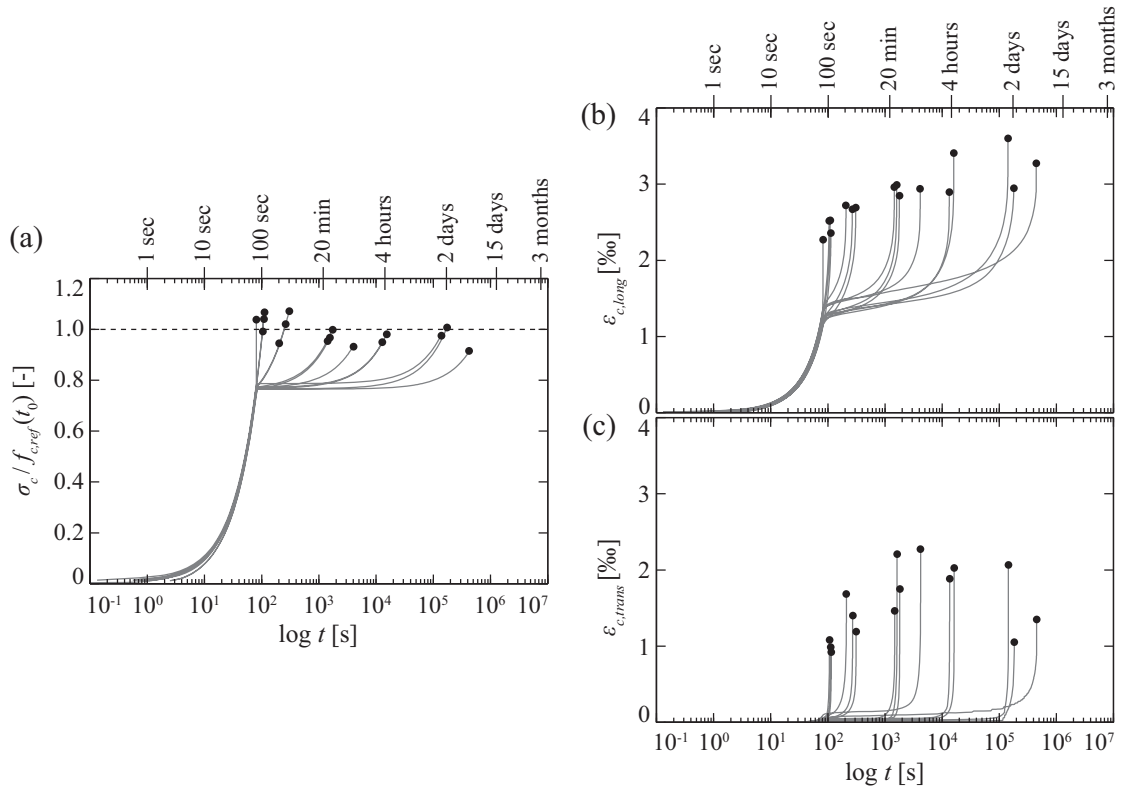 (a)
1 sec
10 sec
100 sec
20 min
4 hours
2 days
15 days
3 months
σc / fc,ref(t0) [-]
1.2
1.0
0.8
0.6
0.4
0.2
0
10-1 100 101 102 103 104 105 106 107
log t [s]
(b)
1 sec
10 sec
100 sec
20 min
4 hours
2 days
15 days
3 months
εc,long [‰]
4
3
2
1
0
(c)
εc,trans [‰]
4
3
2
1
0
10-1 100 101 102 103 104 105 106 107
log t [s]